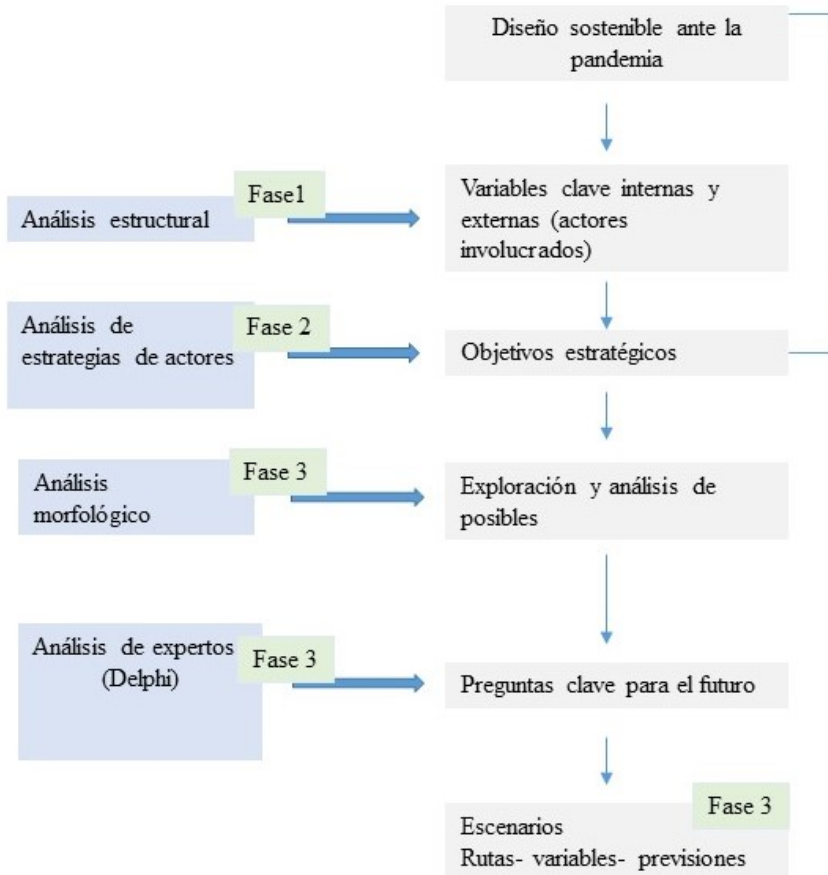 Diseño sostenible ante la
pandemia
Fase1
Análisis estructural
Variables clave internas y
externas (actores
involucrados)
Fase 2
Análisis de
estrategias de actores
Objetivos estratégicos
Fase 3
Análisis
morfológico
Exploración y análisis de
posibles
Fase 3
Análisis de expertos
(Delphi)
Preguntas clave para el futuro
Fase 3
Escenarios
Rutas- variables- previsiones